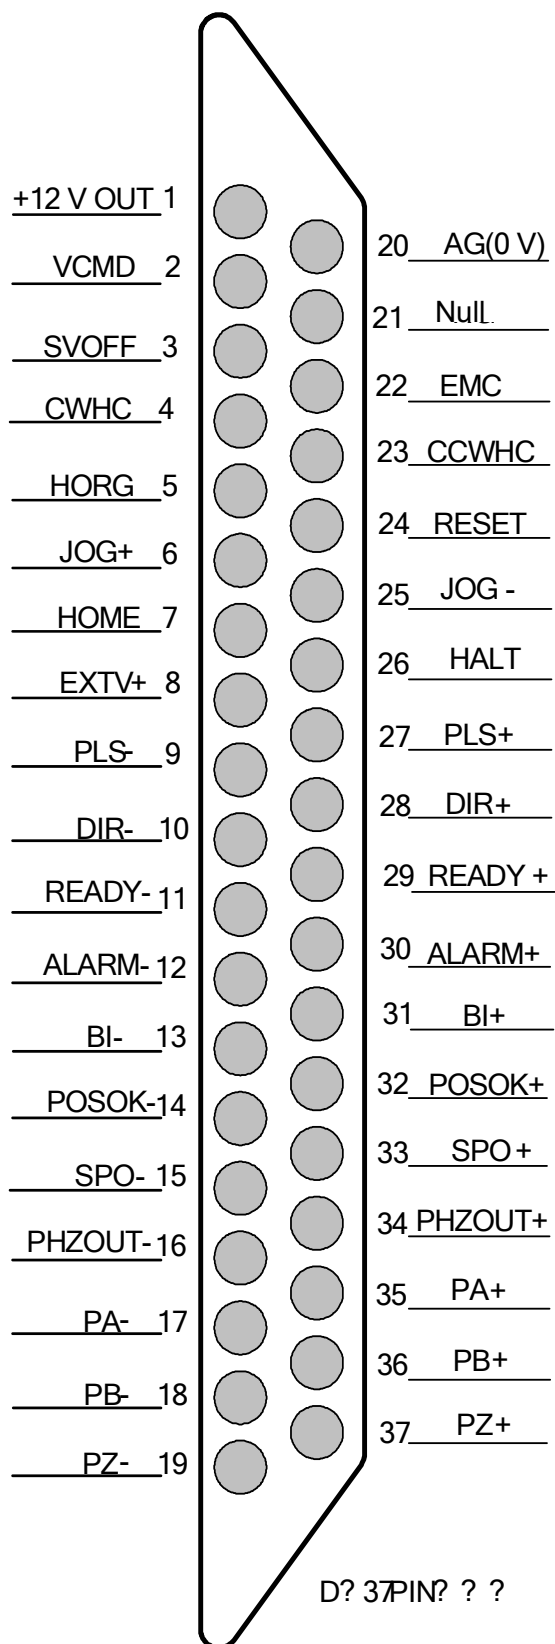 +12 V OUT 1
VCMD 2
SVOFF 3
CWHC 4
HORG 5
JOG+ 6
HOME 7
EXTV+ 8
PLS- 9
DIR- 10
READY- 11
ALARM- 12
BI- 13
POSOK- 14
SPO- 15
PHZOUT- 16
PA- 17
PB- 18
PZ- 19
20 AG(0 V)
21 Null
22 EMC
23 CCWHC
24 RESET
25 JOG -
26 HALT
27 PLS+
28 DIR+
29 READY +
30 ALARM+
31 BI+
32 POSOK+
33 SPO +
34 PHZOUT+
35 PA+
36 PB+
37 PZ+
D? 37PIN? ? ?